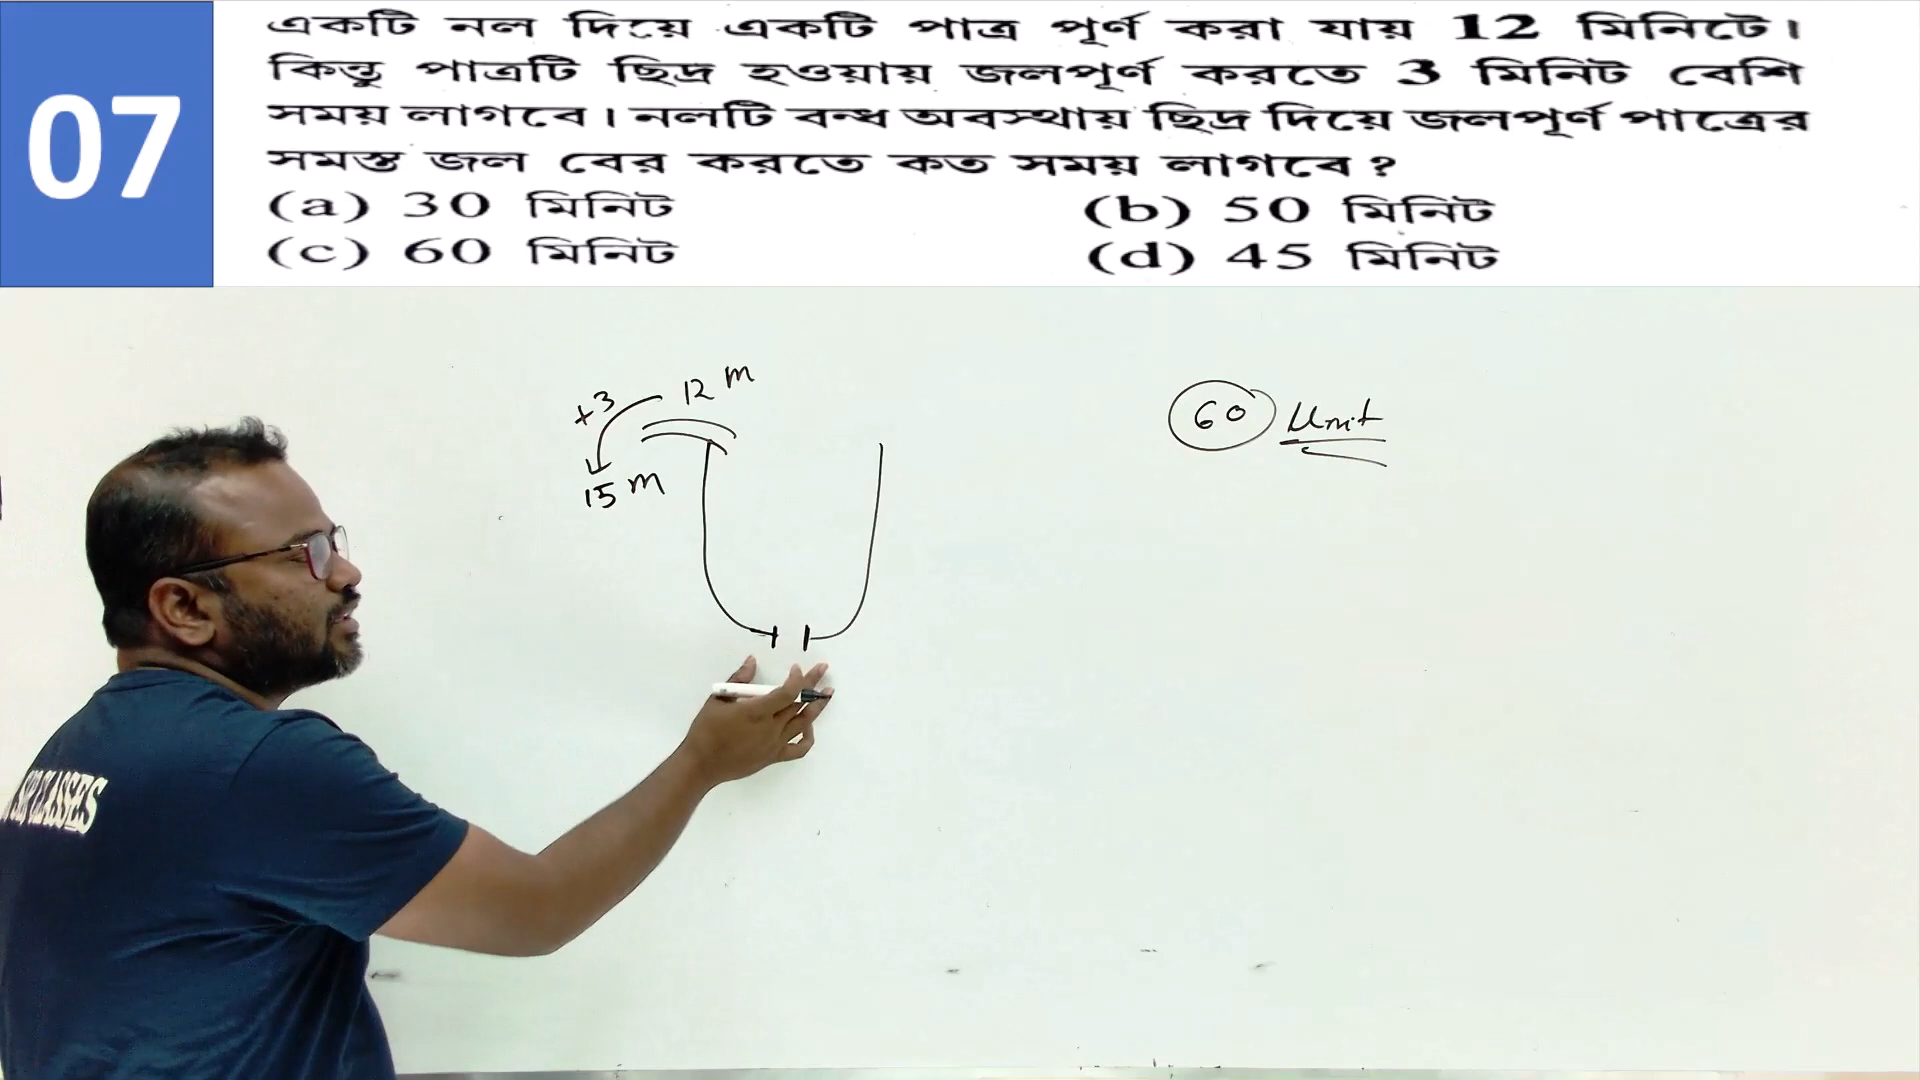 07
একটি নল দিয়ে একটি পাত্র পূর্ণ করা যায় 12 মিনিটে।
কিন্তু পাত্রটি ছিদ্র হওয়ায় জলপূর্ণ করতে 3 মিনিট বেশি
সময় লাগবে। নলটি বন্ধ অবস্থায় ছিদ্র দিয়ে জলপূর্ণ পাত্রের
সমস্ত জল বের করতে কত সময় লাগবে?
(a) 30 মিনিট (b) 50 মিনিট
(c) 60 মিনিট (d) 45 মিনিট
+3 12 m
15 m
60 Unit
CLASSES